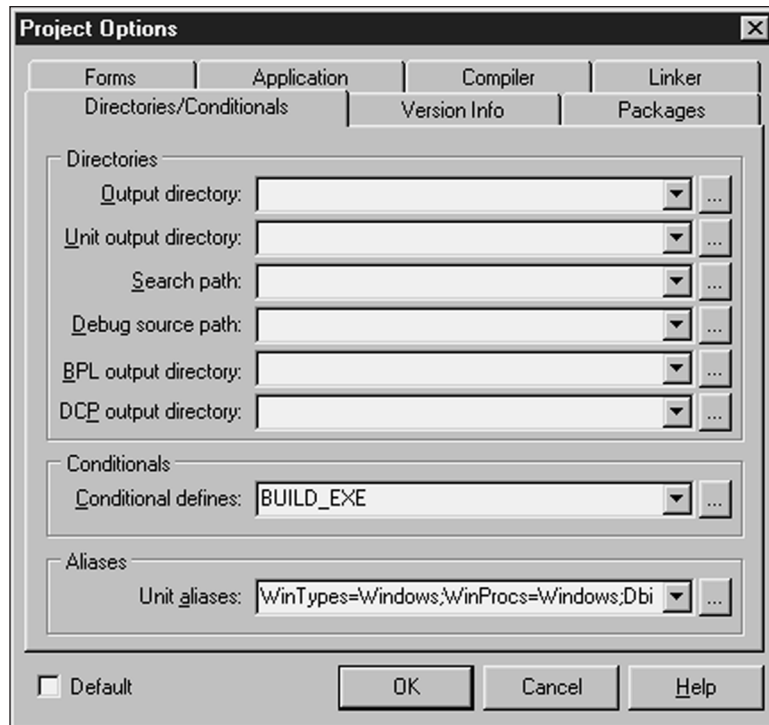 Project Options
Forms Application Compiler Linker
Directories/Conditionals Version Info Packages
Directories
Output directory: ...
Unit output directory: ...
Search path: ...
Debug source path: ...
BPL output directory: ...
DCP output directory: ...
Conditionals
Conditional defines: BUILD_EXE ...
Aliases
Unit aliases: WinTypes=Windows;WinProcs=Windows;Dbi ...
Default OK Cancel Help